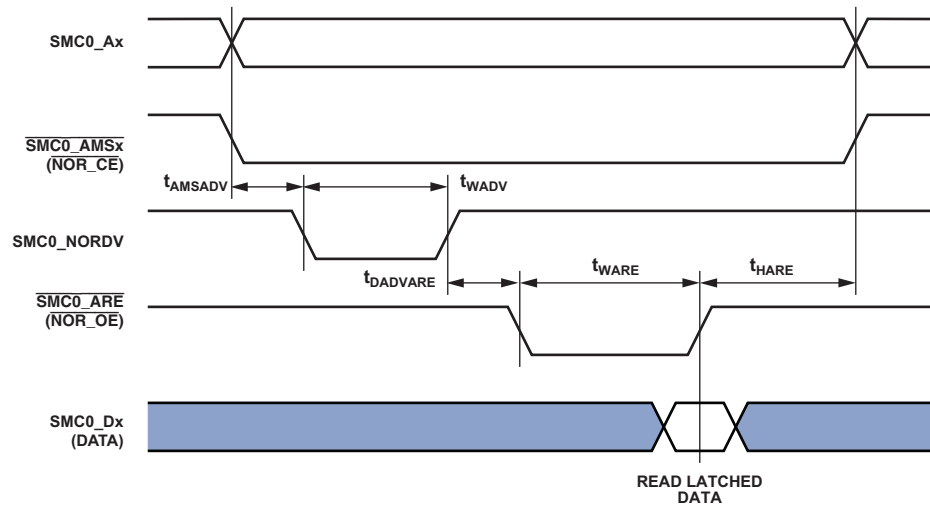 SMC0_Ax
SMC0_AMSx
(NOR_CE)
tAMSADV
tWADV
SMC0_NORDV
tDADVARE
tWARE
tHARE
SMC0_ARE
(NOR_OE)
SMC0_Dx
(DATA)
READ LATCHED
DATA